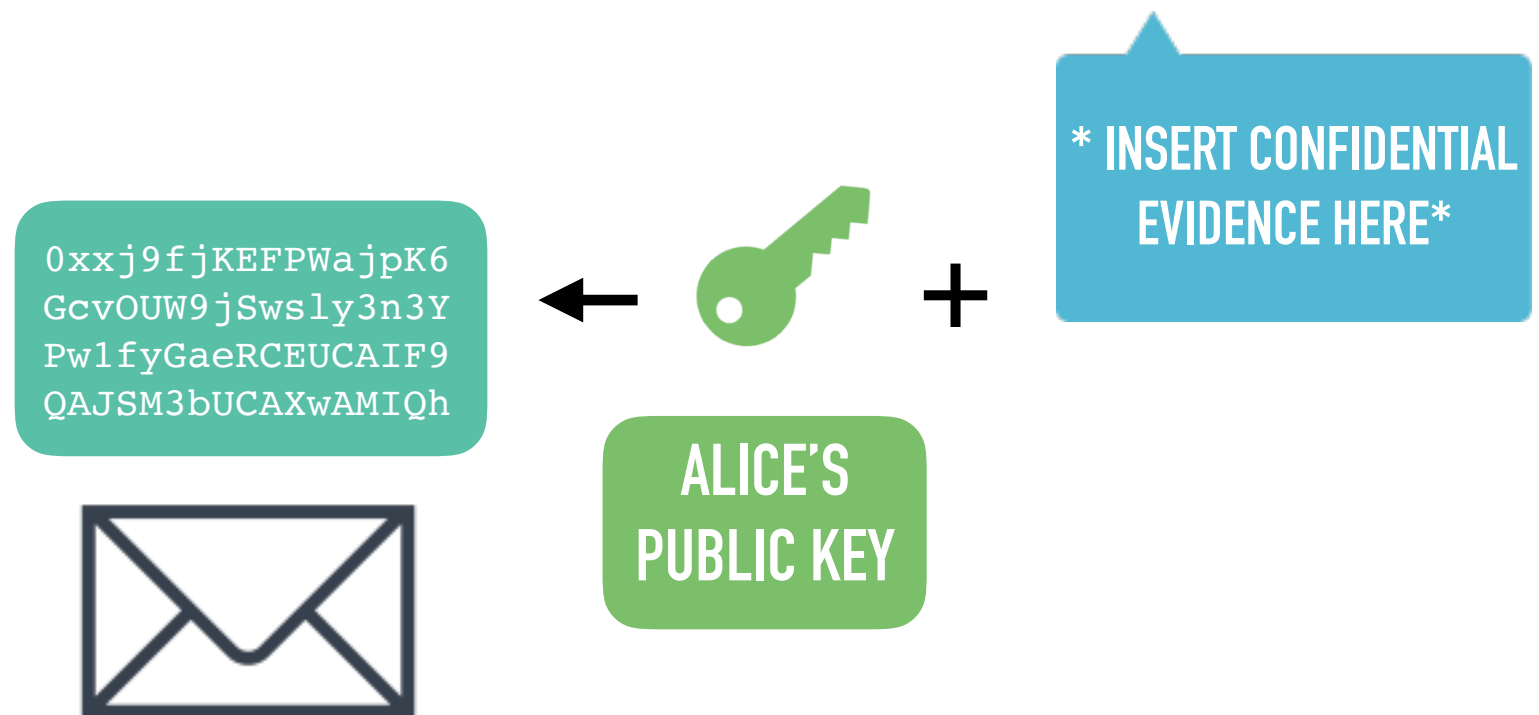 0xxj9fjKEFPWajpK6
GcvOUW9jSwsly3n3Y
Pw1fyGaeRCEUCAIF9
QAJSM3bUCAXwAMIQh
ALICE'S
PUBLIC KEY
* INSERT CONFIDENTIAL
EVIDENCE HERE*